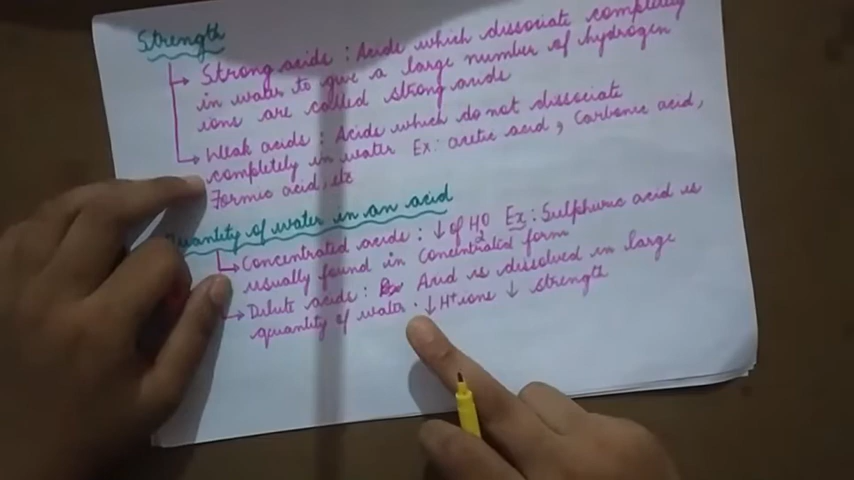 Strength
Strong acids : Acids which dissociate completely
in water to give a large number of hydrogen
ions are called strong acids
Weak acids : Acids which do not dissociate
completely in water Ex: acetic acid, Carbonic acid,
Formic acid, etc
Quantity of water in an acid
Concentrated acids : ↓ of H2O Ex : Sulphuric acid is
usually found in concentrated form
Dilute acids : Acid is dissolved in large
quantity of water . ↓ H+ ions ↓ strength